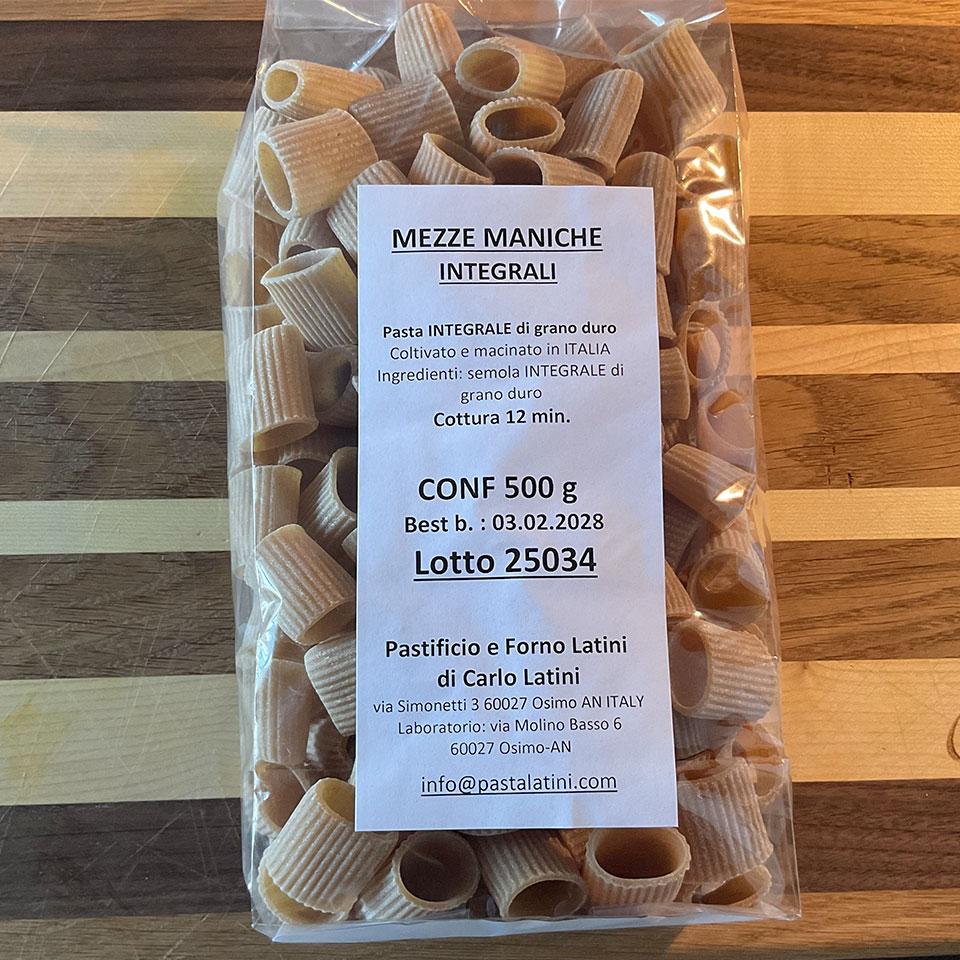 MEZZE MANICHE
INTEGRALI
Pasta INTEGRALE di grano duro
Coltivato e macinato in ITALIA
Ingredienti: semola INTEGRALE di
grano duro
Cottura 12 min.
CONF 500 g
Best b. : 03.02.2028
Lotto 25034
Pastificio e Forno Latini
di Carlo Latini
via Simonetti 3 60027 Osimo AN ITALY
Laboratorio: via Molino Basso 6
60027 Osimo-AN
info@pastalatini.com